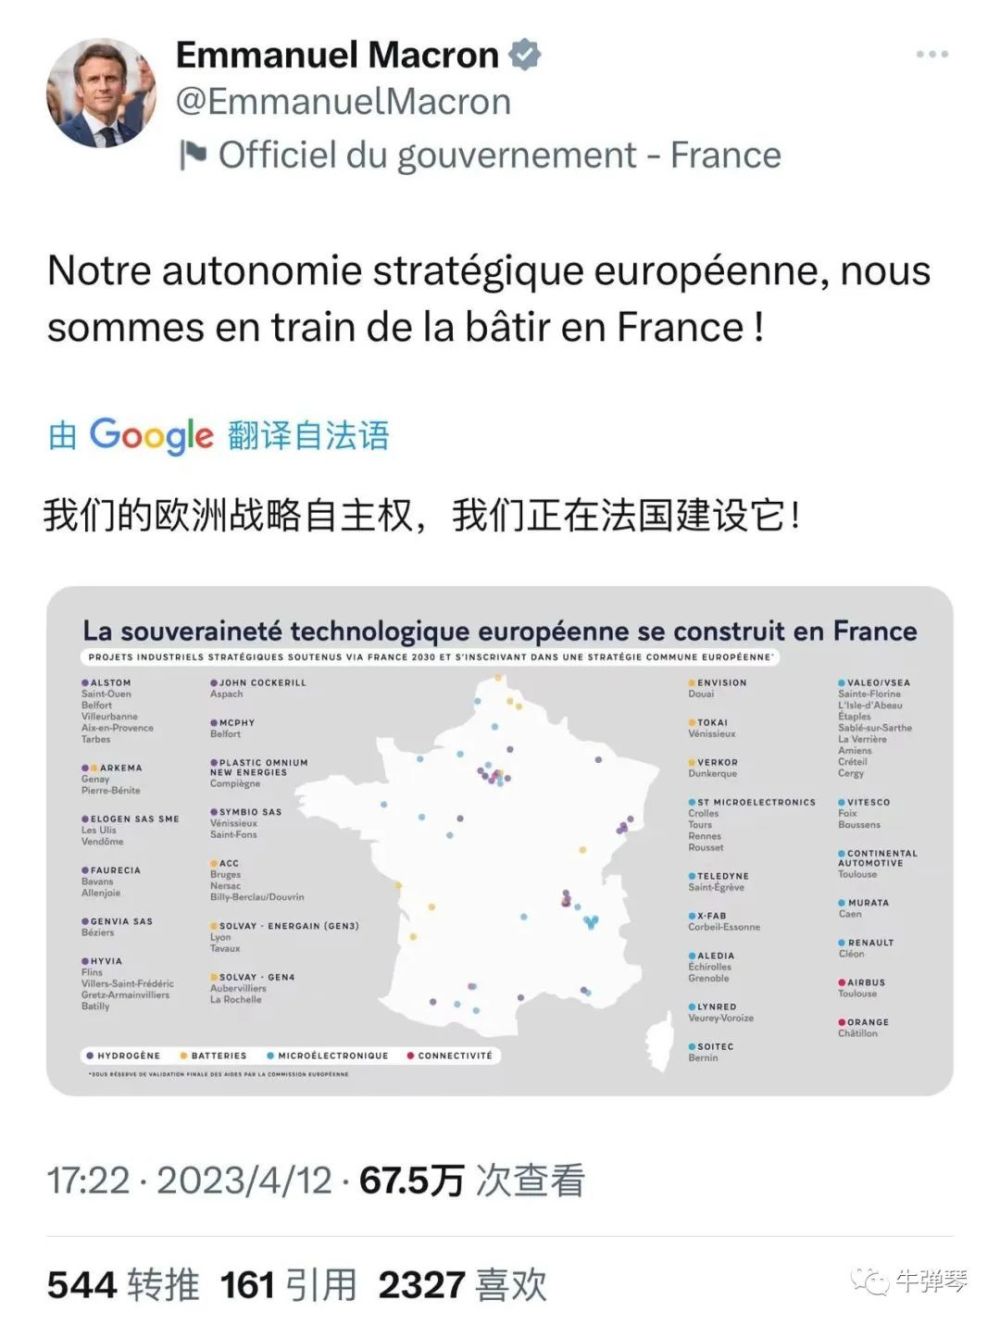 Emmanuel Macron
@EmmanuelMacron
Officiel du gouvernement - France
Notre autonomie stratégique européenne, nous
sommes en train de la bâtir en France !
由 Google 翻译自法语
我们的欧洲战略自主权，我们正在法国建设它！
La souveraineté technologique européenne se construit en France
PROJETS INDUSTRIELS STRATÉGIQUES SOUTENUS VIA FRANCE 2030 ET S'INSCRIVANT DANS UNE STRATÉGIE COMMUNE EUROPÉENNE*
ALSTOM
Saint-Ouen
Belfort
Villeurbanne
Aix-en-Provence
Tarbes
ARKEMA
Genay
Pierre-Bénite
ELOGEN SAS SME
Les Ulis
Vendôme
FAURECIA
Bavans
Allenjoie
GENVIA SAS
Béziers
HYVIA
Flins
Villers-Saint-Frédéric
Gretz-Armainvilliers
Batilly
JOHN COCKERILL
Aspach
MCPHY
Belfort
PLASTIC OMNIUM
NEW ENERGIES
Compiègne
SYMBIO SAS
Vénissieux
Saint-Fons
ACC
Bruges
Nersac
Billy-Berclau/Douvrin
SOLVAY - ENERGAIN (GEN3)
Lyon
Tavaux
SOLVAY - GEN4
Aubervilliers
La Rochelle
ENVISION
Douai
TOKAI
Vénissieux
VERKOR
Dunkerque
ST MICROELECTRONICS
Crolles
Tours
Rennes
Rousset
TELEDYNE
Saint-Égrève
X-FAB
Corbeil-Essonne
ALEDIA
Échirolles
Grenoble
LYNRED
Veurey-Voroize
SOITEC
Bernin
VALEO/VSEA
Sainte-Florine
L'Isle-d'Abeau
Étaples
Sablé-sur-Sarthe
La Verrière
Amiens
Créteil
Cergy
VITESCO
Foix
Boussens
CONTINENTAL
AUTOMOTIVE
Toulouse
MURATA
Caen
RENAULT
Cléon
AIRBUS
Toulouse
ORANGE
Châtillon
HYDROGÈNE BATTERIES MICROÉLECTRONIQUE CONNECTIVITÉ
*SOUS RÉSERVE DE VALIDATION FINALE DES AIDES PAR LA COMMISSION EUROPÉENNE
17:22 · 2023/4/12 · 67.5万 次查看
544 转推 161 引用 2327 喜欢
牛弹琴